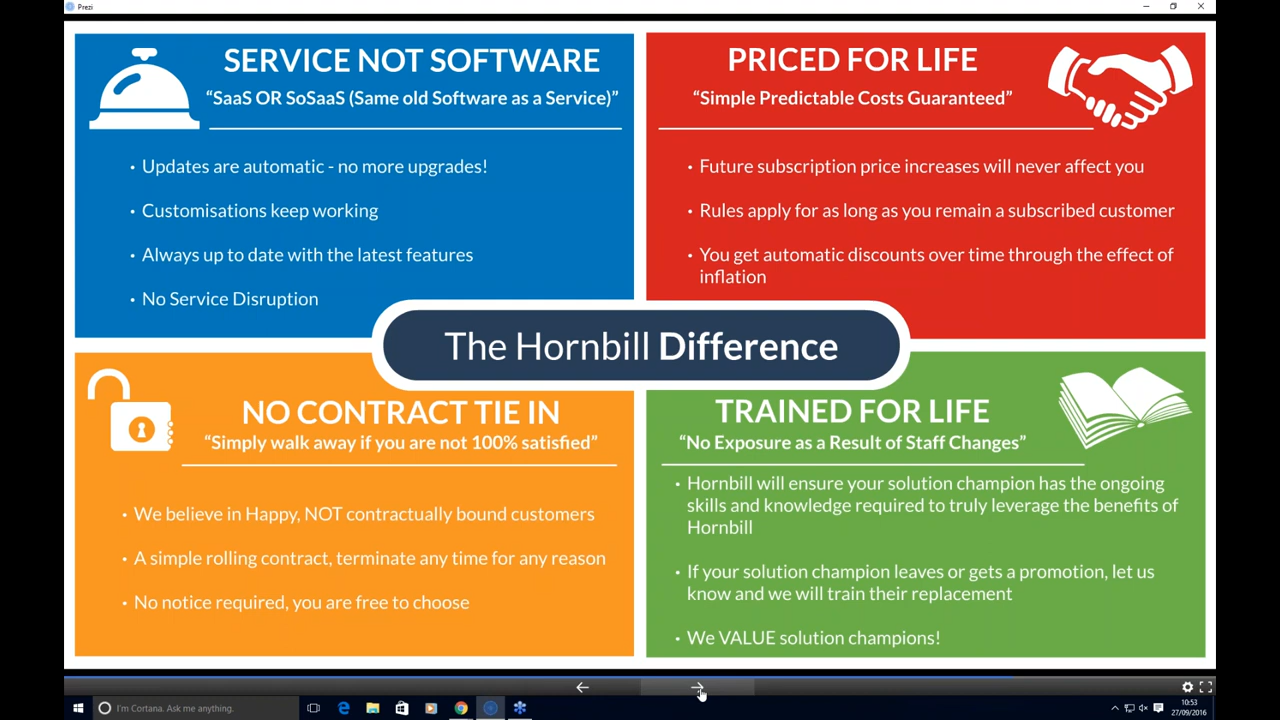 Prezi
SERVICE NOT SOFTWARE
“SaaS OR SoSaaS (Same old Software as a Service)”
• Updates are automatic - no more upgrades!
• Customisations keep working
• Always up to date with the latest features
• No Service Disruption
PRICED FOR LIFE
“Simple Predictable Costs Guaranteed”
• Future subscription price increases will never affect you
• Rules apply for as long as you remain a subscribed customer
• You get automatic discounts over time through the effect of
inflation
The Hornbill Difference
NO CONTRACT TIE IN
“Simply walk away if you are not 100% satisfied”
• We believe in Happy, NOT contractually bound customers
• A simple rolling contract, terminate any time for any reason
• No notice required, you are free to choose
TRAINED FOR LIFE
“No Exposure as a Result of Staff Changes”
• Hornbill will ensure your solution champion has the ongoing
skills and knowledge required to truly leverage the benefits of
Hornbill
• If your solution champion leaves or gets a promotion, let us
know and we will train their replacement
• We VALUE solution champions!
I'm Cortana. Ask me anything.
10:53
27/09/2016